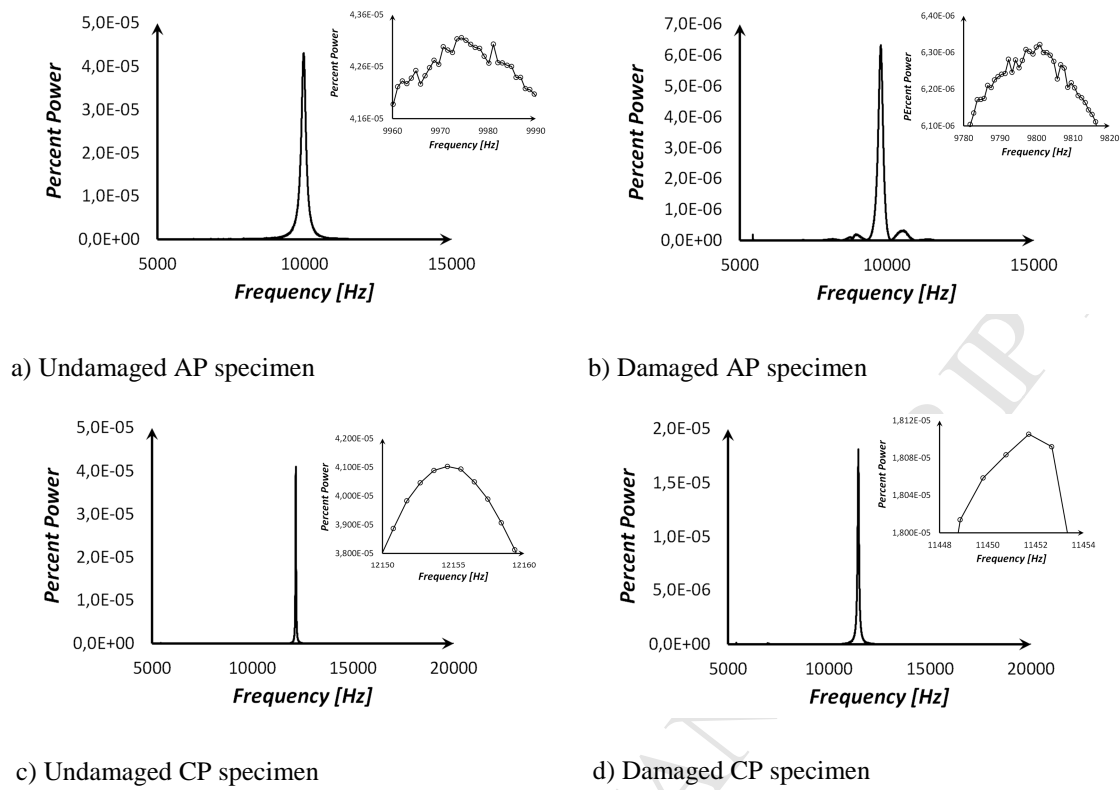 5,0E-05
4,0E-05
3,0E-05
2,0E-05
1,0E-05
0,0E+00
Percent Power
5000 10000 15000
Frequency [Hz]
4,36E-05
4,26E-05
4,16E-05
Percent Power
9960 9970 9980 9990
Frequency [Hz]
a) Undamaged AP specimen
7,0E-06
6,0E-06
5,0E-06
4,0E-06
3,0E-06
2,0E-06
1,0E-06
0,0E+00
Percent Power
5000 10000 15000
Frequency [Hz]
6,40E-06
6,30E-06
6,20E-06
6,10E-06
PErcent Power
9780 9790 9800 9810 9820
Frequency [Hz]
b) Damaged AP specimen
5,0E-05
4,0E-05
3,0E-05
2,0E-05
1,0E-05
0,0E+00
Percent Power
5000 10000 15000 20000
Frequency [Hz]
4,200E-05
4,100E-05
4,000E-05
3,900E-05
3,800E-05
Percent Power
12150 12155 12160
Frequency [Hz]
c) Undamaged CP specimen
2,0E-05
1,5E-05
1,0E-05
5,0E-06
0,0E+00
Percent Power
5000 10000 15000 20000
Frequency [Hz]
1,812E-05
1,808E-05
1,804E-05
1,800E-05
Percent Power
11448 11450 11452 11454
Frequency [Hz]
d) Damaged CP specimen